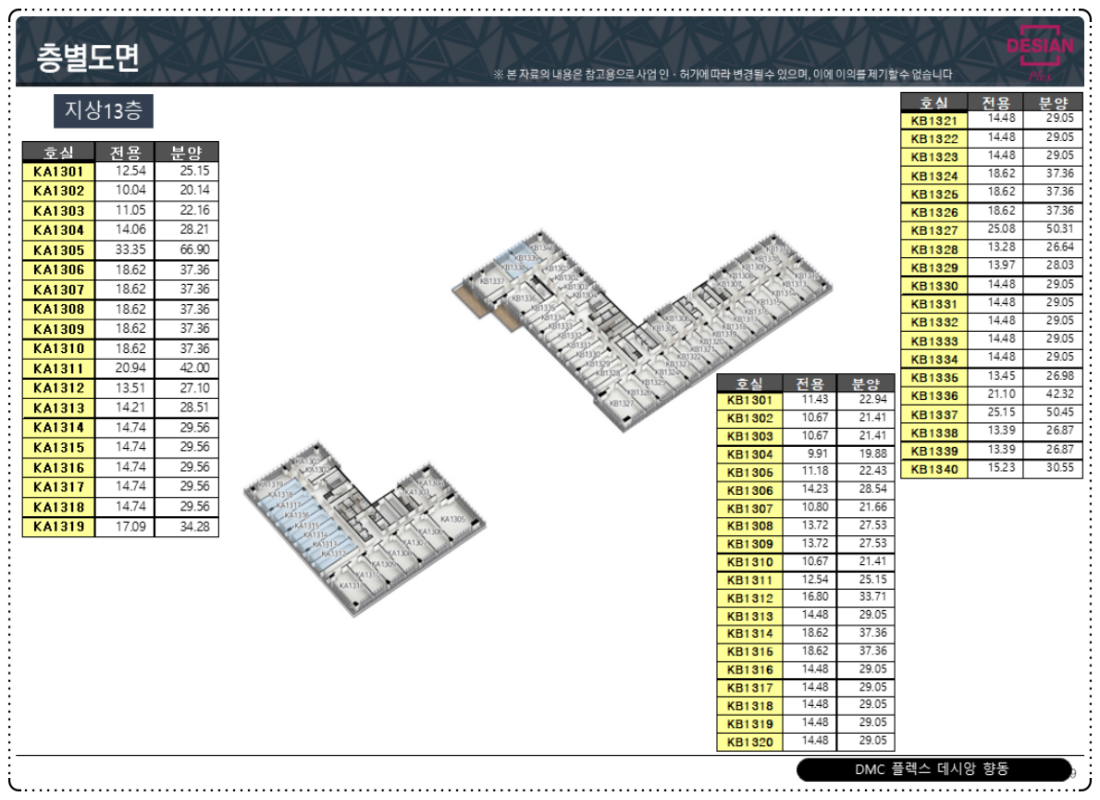 층별도면
※ 본 자료의 내용은 참고용으로 사업 인ㆍ허가에 따라 변경될 수 있으며, 이에 이의를 제기할 수 없습니다
DESIAN
Flex
지상13층
호실 전용 분양
KA1301 12.54 25.15
KA1302 10.04 20.14
KA1303 11.05 22.16
KA1304 14.06 28.21
KA1305 33.35 66.90
KA1306 18.62 37.36
KA1307 18.62 37.36
KA1308 18.62 37.36
KA1309 18.62 37.36
KA1310 18.62 37.36
KA1311 20.94 42.00
KA1312 13.51 27.10
KA1313 14.21 28.51
KA1314 14.74 29.56
KA1315 14.74 29.56
KA1316 14.74 29.56
KA1317 14.74 29.56
KA1318 14.74 29.56
KA1319 17.09 34.28
호실 전용 분양
KB1301 11.43 22.94
KB1302 10.67 21.41
KB1303 10.67 21.41
KB1304 9.91 19.88
KB1305 11.18 22.43
KB1306 14.23 28.54
KB1307 10.80 21.66
KB1308 13.72 27.53
KB1309 13.72 27.53
KB1310 10.67 21.41
KB1311 12.54 25.15
KB1312 16.80 33.71
KB1313 14.48 29.05
KB1314 18.62 37.36
KB1315 18.62 37.36
KB1316 14.48 29.05
KB1317 14.48 29.05
KB1318 14.48 29.05
KB1319 14.48 29.05
KB1320 14.48 29.05
호실 전용 분양
KB1321 14.48 29.05
KB1322 14.48 29.05
KB1323 14.48 29.05
KB1324 18.62 37.36
KB1325 18.62 37.36
KB1326 18.62 37.36
KB1327 25.08 50.31
KB1328 13.28 26.64
KB1329 13.97 28.03
KB1330 14.48 29.05
KB1331 14.48 29.05
KB1332 14.48 29.05
KB1333 14.48 29.05
KB1334 14.48 29.05
KB1335 13.45 26.98
KB1336 21.10 42.32
KB1337 25.15 50.45
KB1338 13.39 26.87
KB1339 13.39 26.87
KB1340 15.23 30.55
KB1339
KB1338
KB1337
KB1336
KB1327
KA1319
KA1318
KA1317
KA1316
KA1315
KA1314
KA1313
KA1312
KA1305
DMC 플렉스 데시앙 향동
9